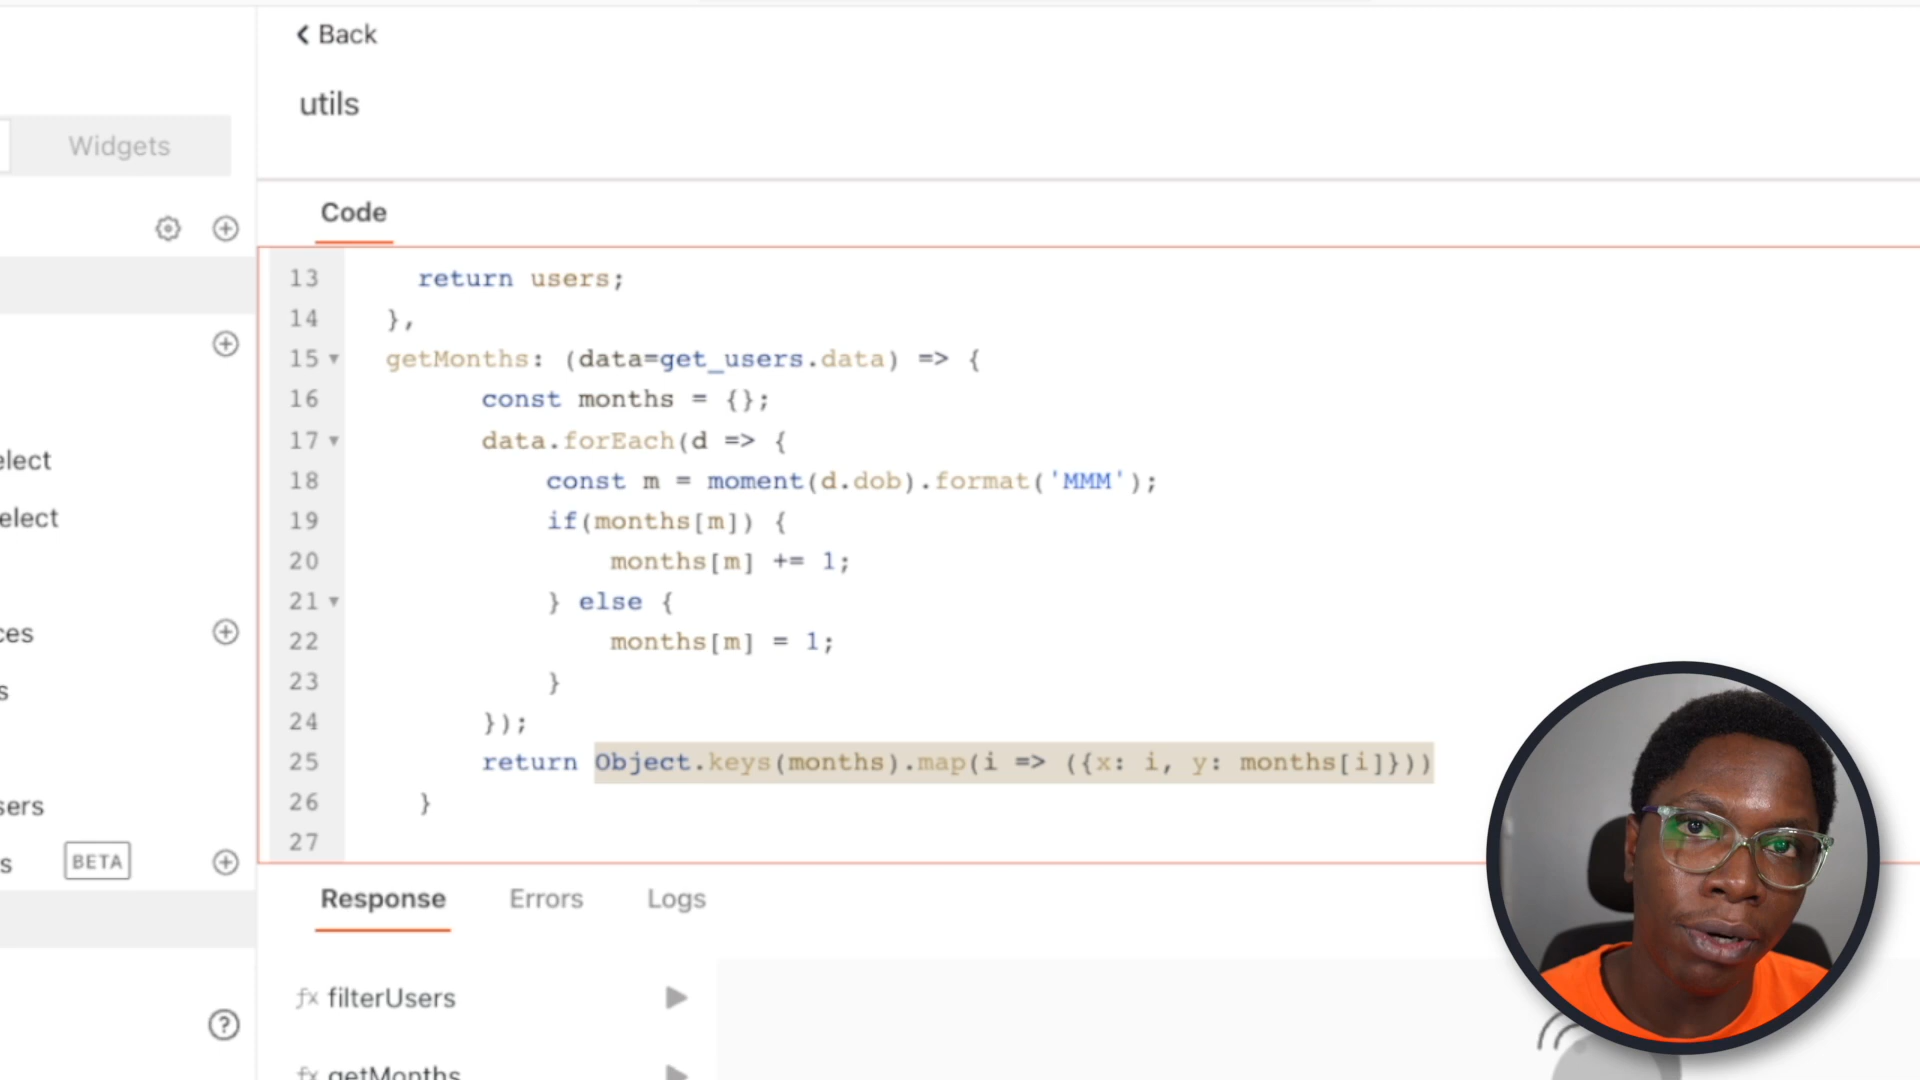 Back
utils
Widgets
Code
13 return users;
14 },
15 getMonths: (data=get_users.data) => {
16 const months = {};
17 data.forEach(d => {
18 const m = moment(d.dob).format('MMM');
19 if(months[m]) {
20 months[m] += 1;
21 } else {
22 months[m] = 1;
23 }
24 });
25 return Object.keys(months).map(i => ({x: i, y: months[i]}))
26 }
27
elect
elect
ces
s
sers
s BETA
Response Errors Logs
fx filterUsers
fx getMonths